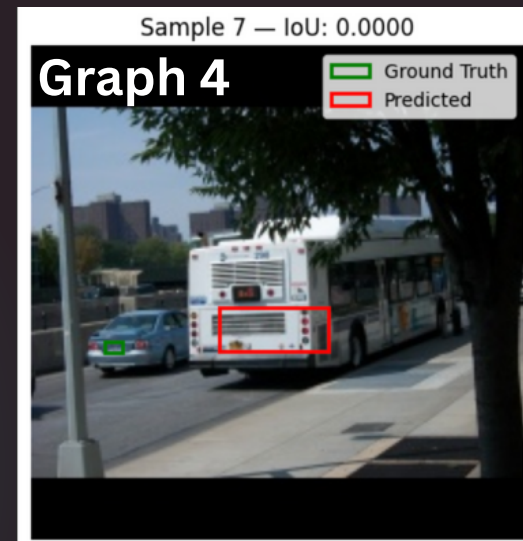 Sample 7 — IoU: 0.0000
Graph 4
Ground Truth
Predicted